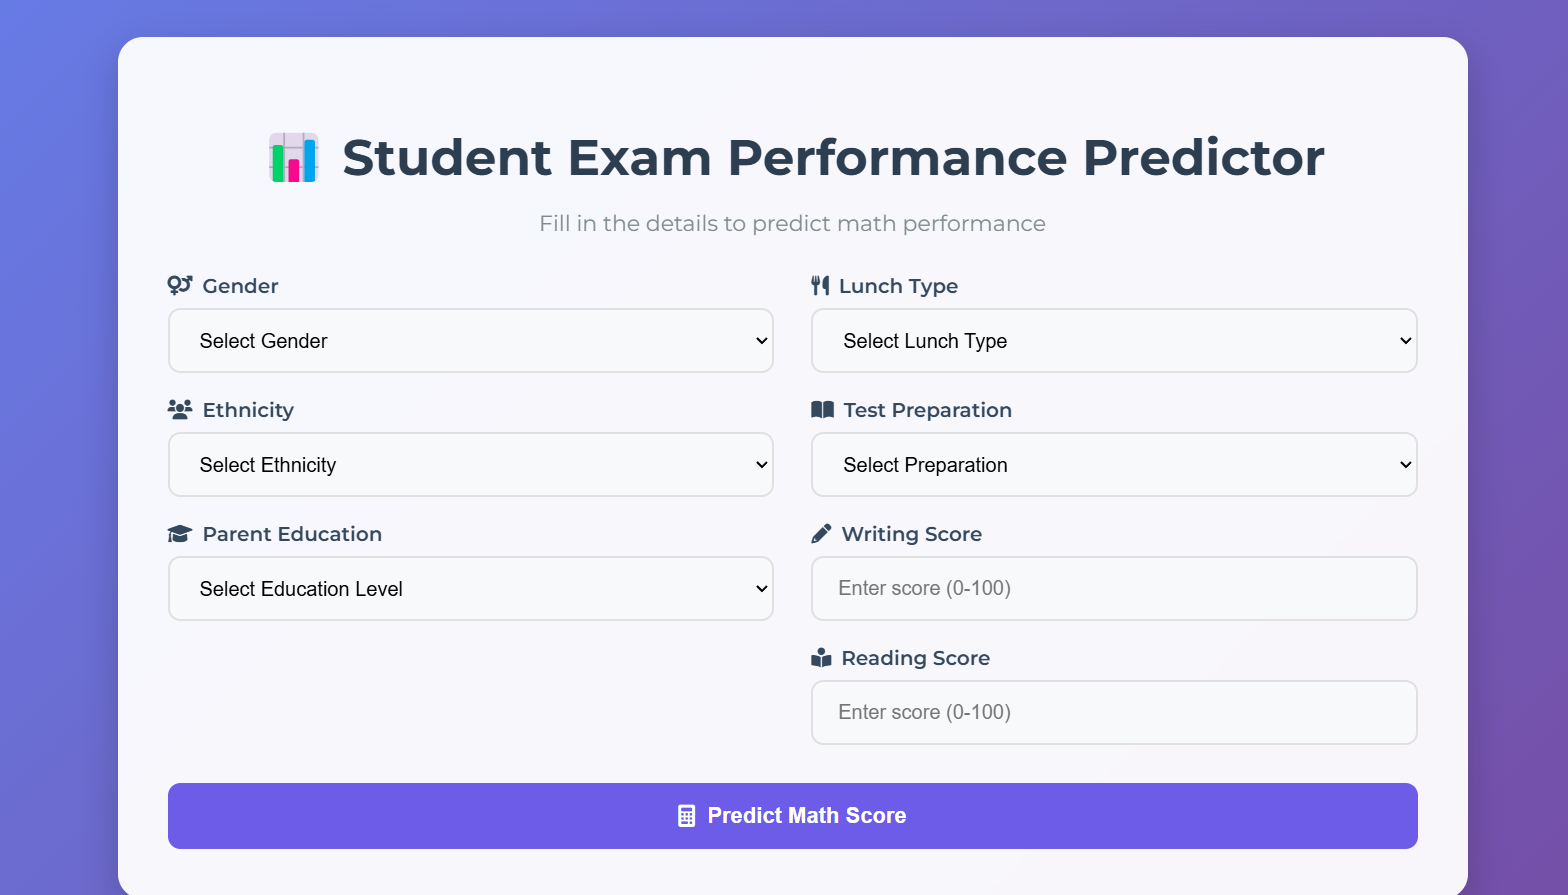 Student Exam Performance Predictor
Fill in the details to predict math performance
Gender
Select Gender
Ethnicity
Select Ethnicity
Parent Education
Select Education Level
Lunch Type
Select Lunch Type
Test Preparation
Select Preparation
Writing Score
Enter score (0-100)
Reading Score
Enter score (0-100)
Predict Math Score